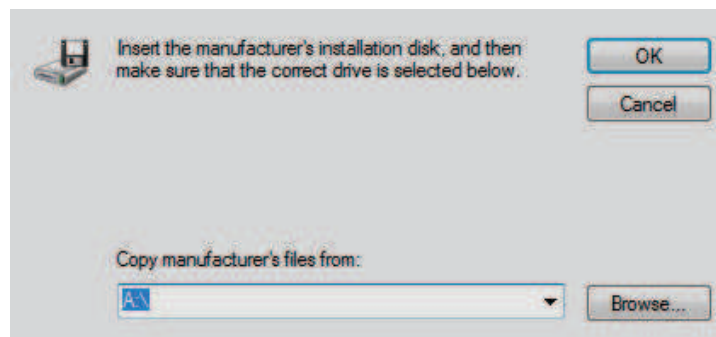 Insert the manufacturer's installation disk, and then
make sure that the correct drive is selected below.
OK
Cancel
Copy manufacturer's files from:
A:\
Browse...